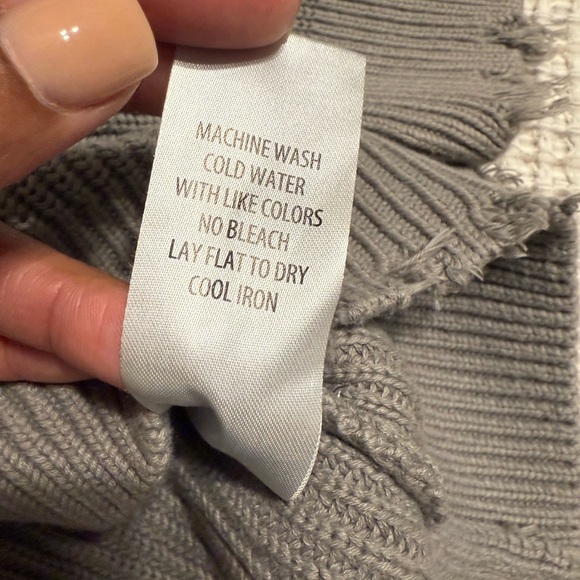 MACHINE WASH
COLD WATER
WITH LIKE COLORS
NO BLEACH
LAY FLAT TO DRY
COOL IRON